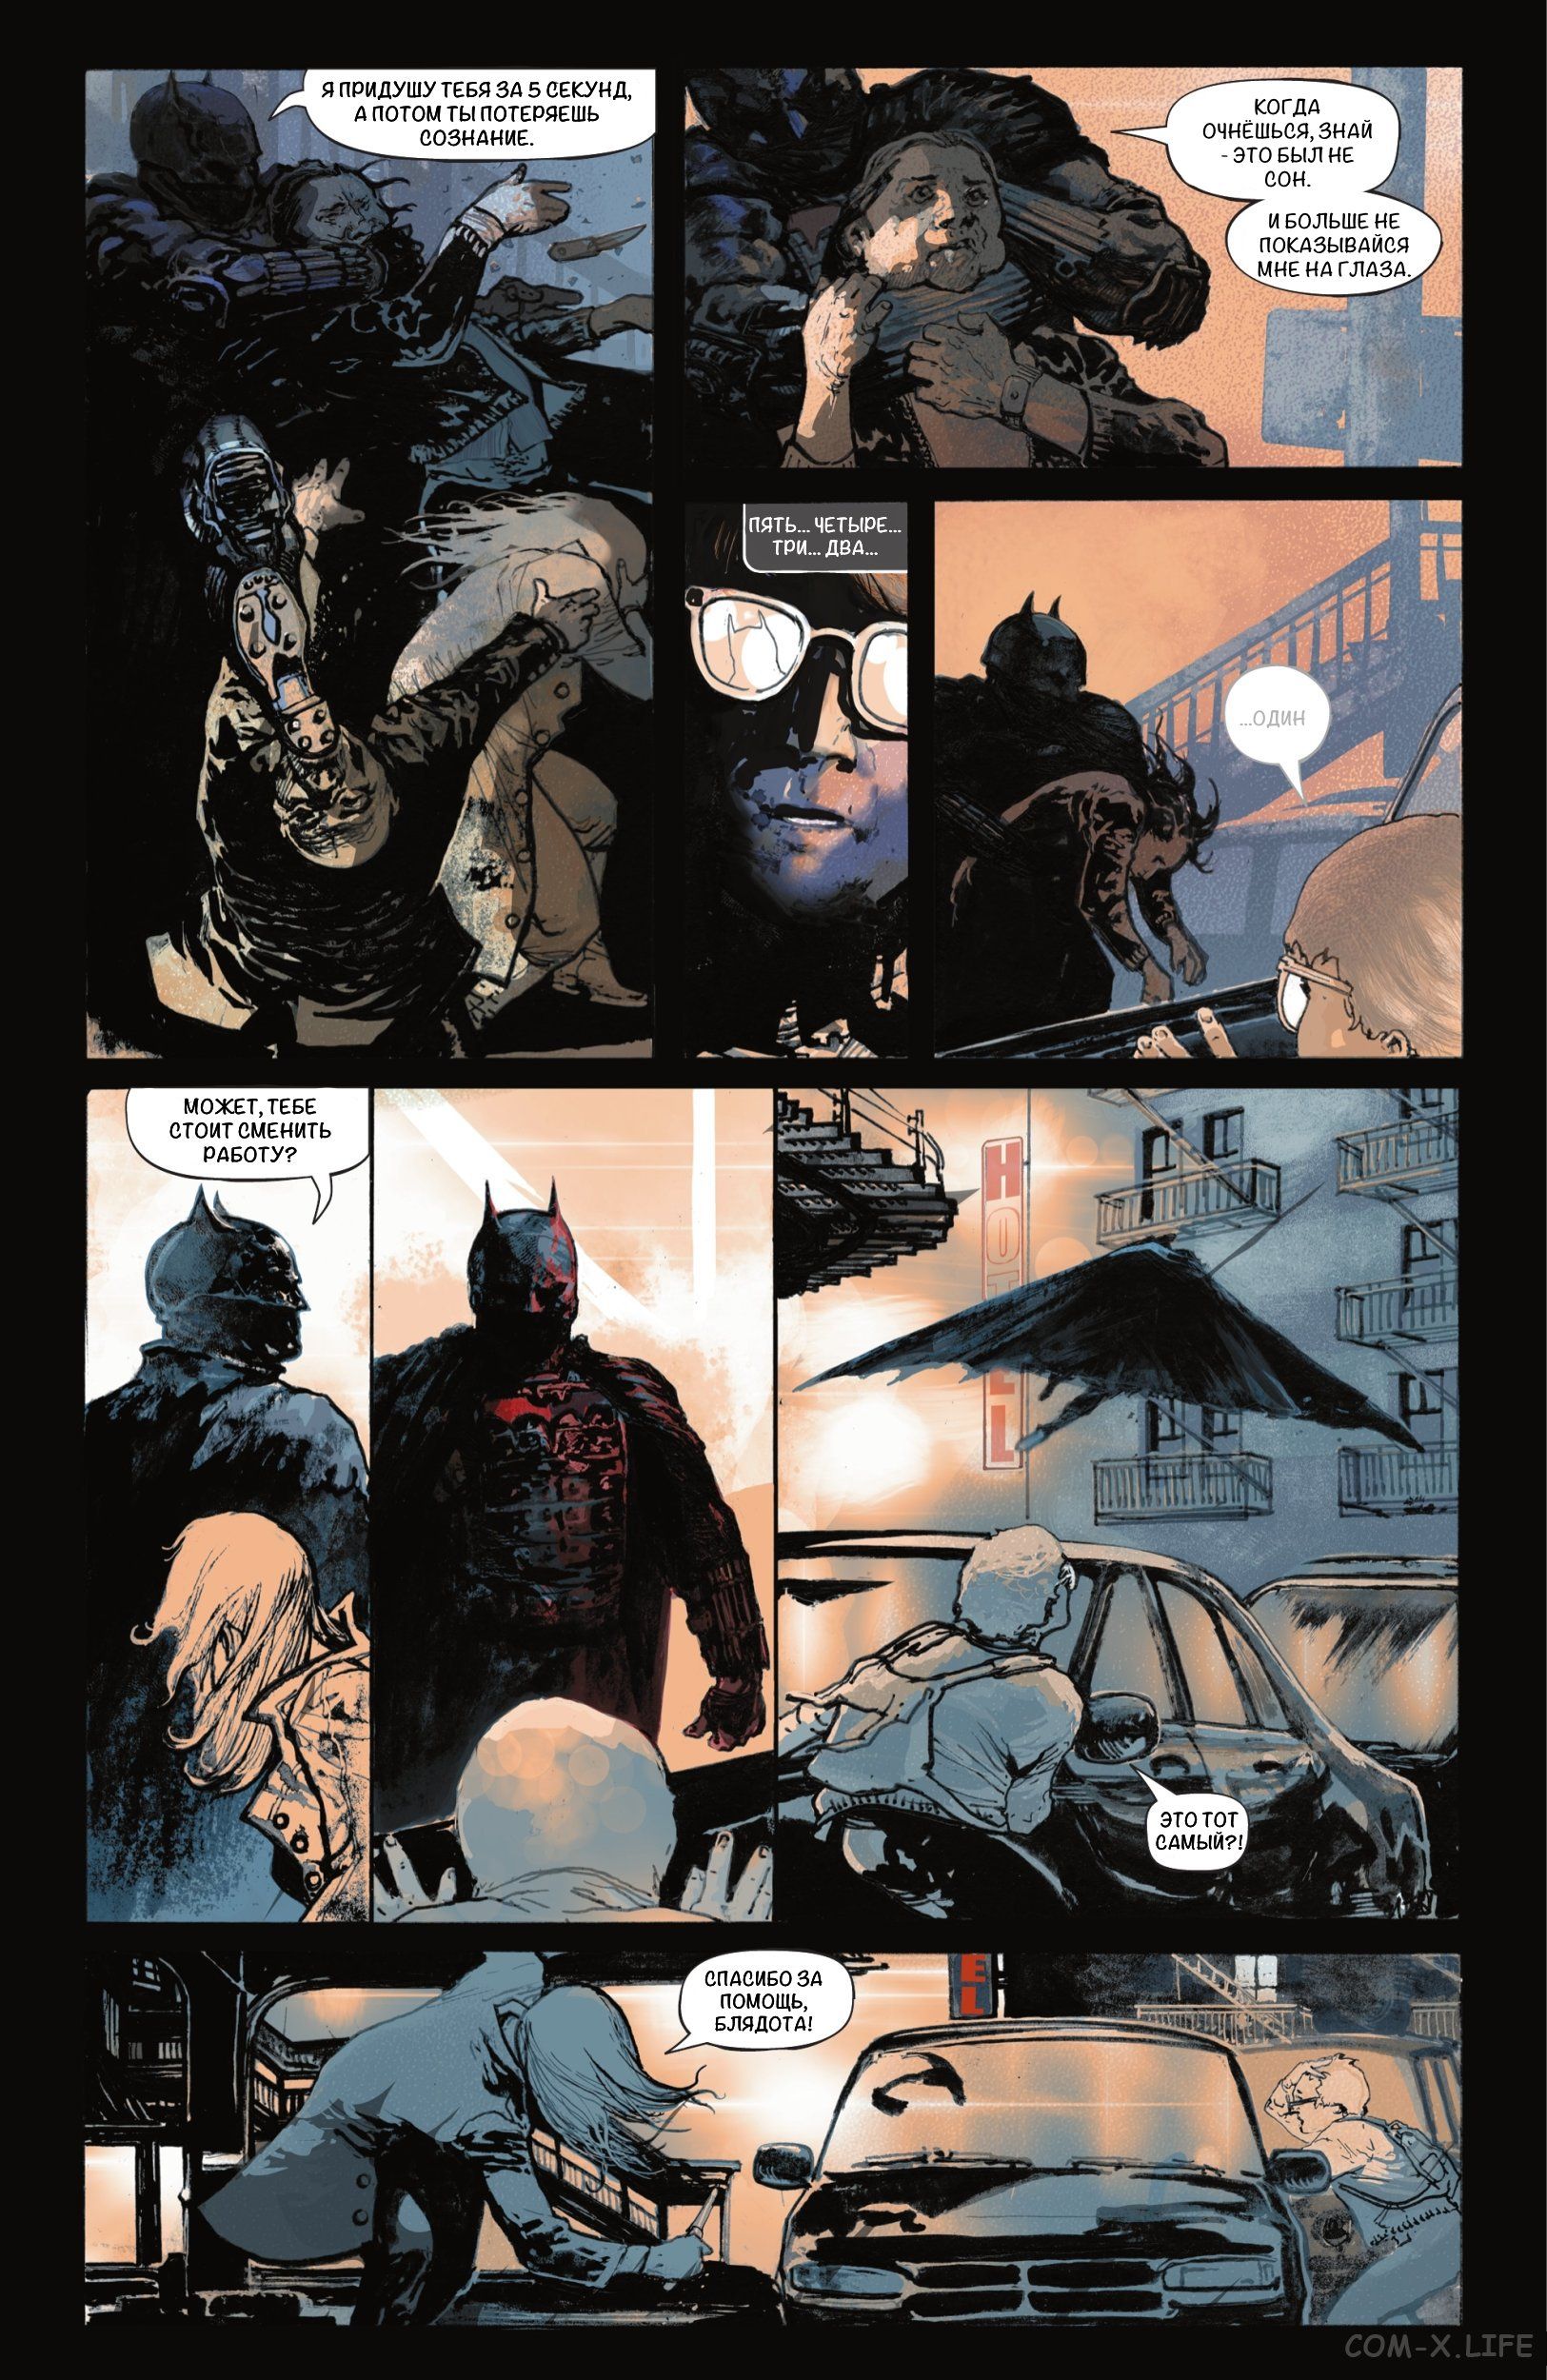 Я ПРИДУШУ ТЕБЯ ЗА 5 СЕКУНД,
А ПОТОМ ТЫ ПОТЕРЯЕШЬ
СОЗНАНИЕ.
КОГДА
ОЧНЁШЬСЯ, ЗНАЙ
- ЭТО БЫЛ НЕ
СОН.
И БОЛЬШЕ НЕ
ПОКАЗЫВАЙСЯ
МНЕ НА ГЛАЗА.
ПЯТЬ... ЧЕТЫРЕ...
ТРИ... ДВА...
...ОДИН
МОЖЕТ, ТЕБЕ
СТОИТ СМЕНИТЬ
РАБОТУ?
HOTEL
ЭТО ТОТ
САМЫЙ?!
СПАСИБО ЗА
ПОМОЩЬ,
БЛЯДОТА!
EL
COM-X.LIFE